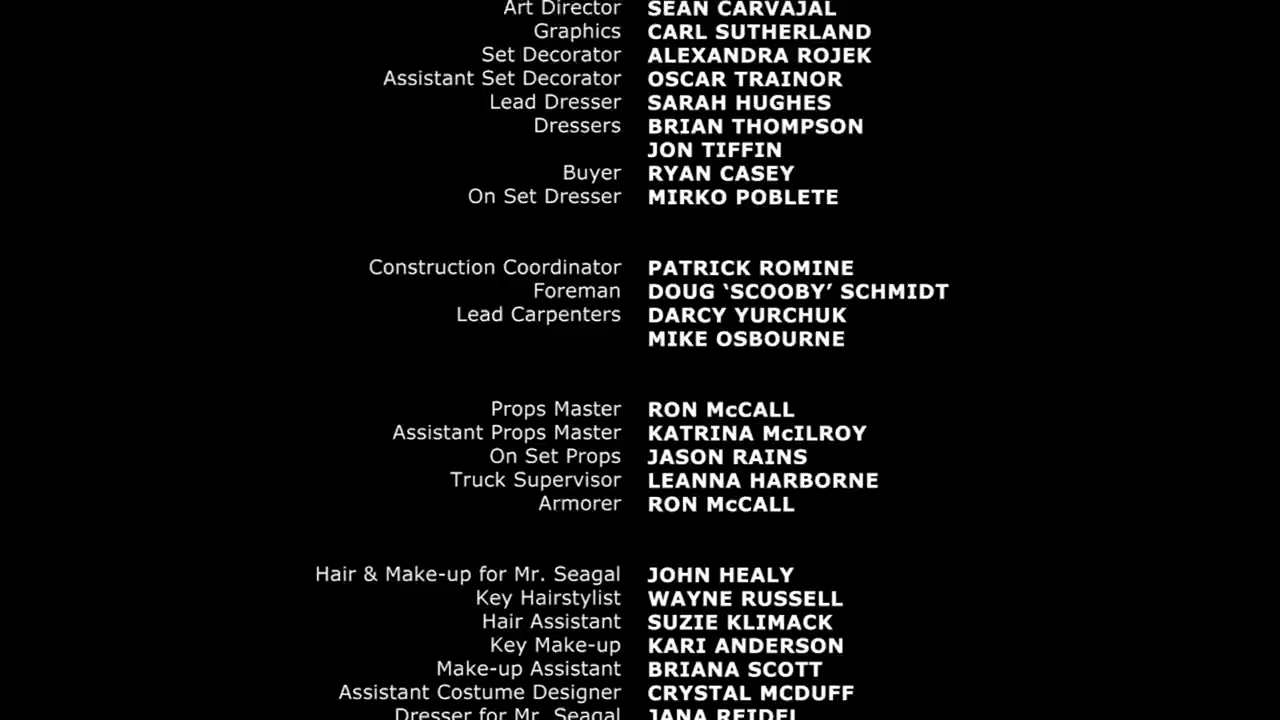 Art Director SEAN CARVAJAL
Graphics CARL SUTHERLAND
Set Decorator ALEXANDRA ROJEK
Assistant Set Decorator OSCAR TRAINOR
Lead Dresser SARAH HUGHES
Dressers BRIAN THOMPSON
JON TIFFIN
Buyer RYAN CASEY
On Set Dresser MIRKO POBLETE
Construction Coordinator PATRICK ROMINE
Foreman DOUG ‘SCOOBY’ SCHMIDT
Lead Carpenters DARCY YURCHUK
MIKE OSBOURNE
Props Master RON McCALL
Assistant Props Master KATRINA McILROY
On Set Props JASON RAINS
Truck Supervisor LEANNA HARBORNE
Armorer RON McCALL
Hair & Make-up for Mr. Seagal JOHN HEALY
Key Hairstylist WAYNE RUSSELL
Hair Assistant SUZIE KLIMACK
Key Make-up KARI ANDERSON
Make-up Assistant BRIANA SCOTT
Assistant Costume Designer CRYSTAL MCDUFF
Dresser for Mr. Seagal JANA REIDEL